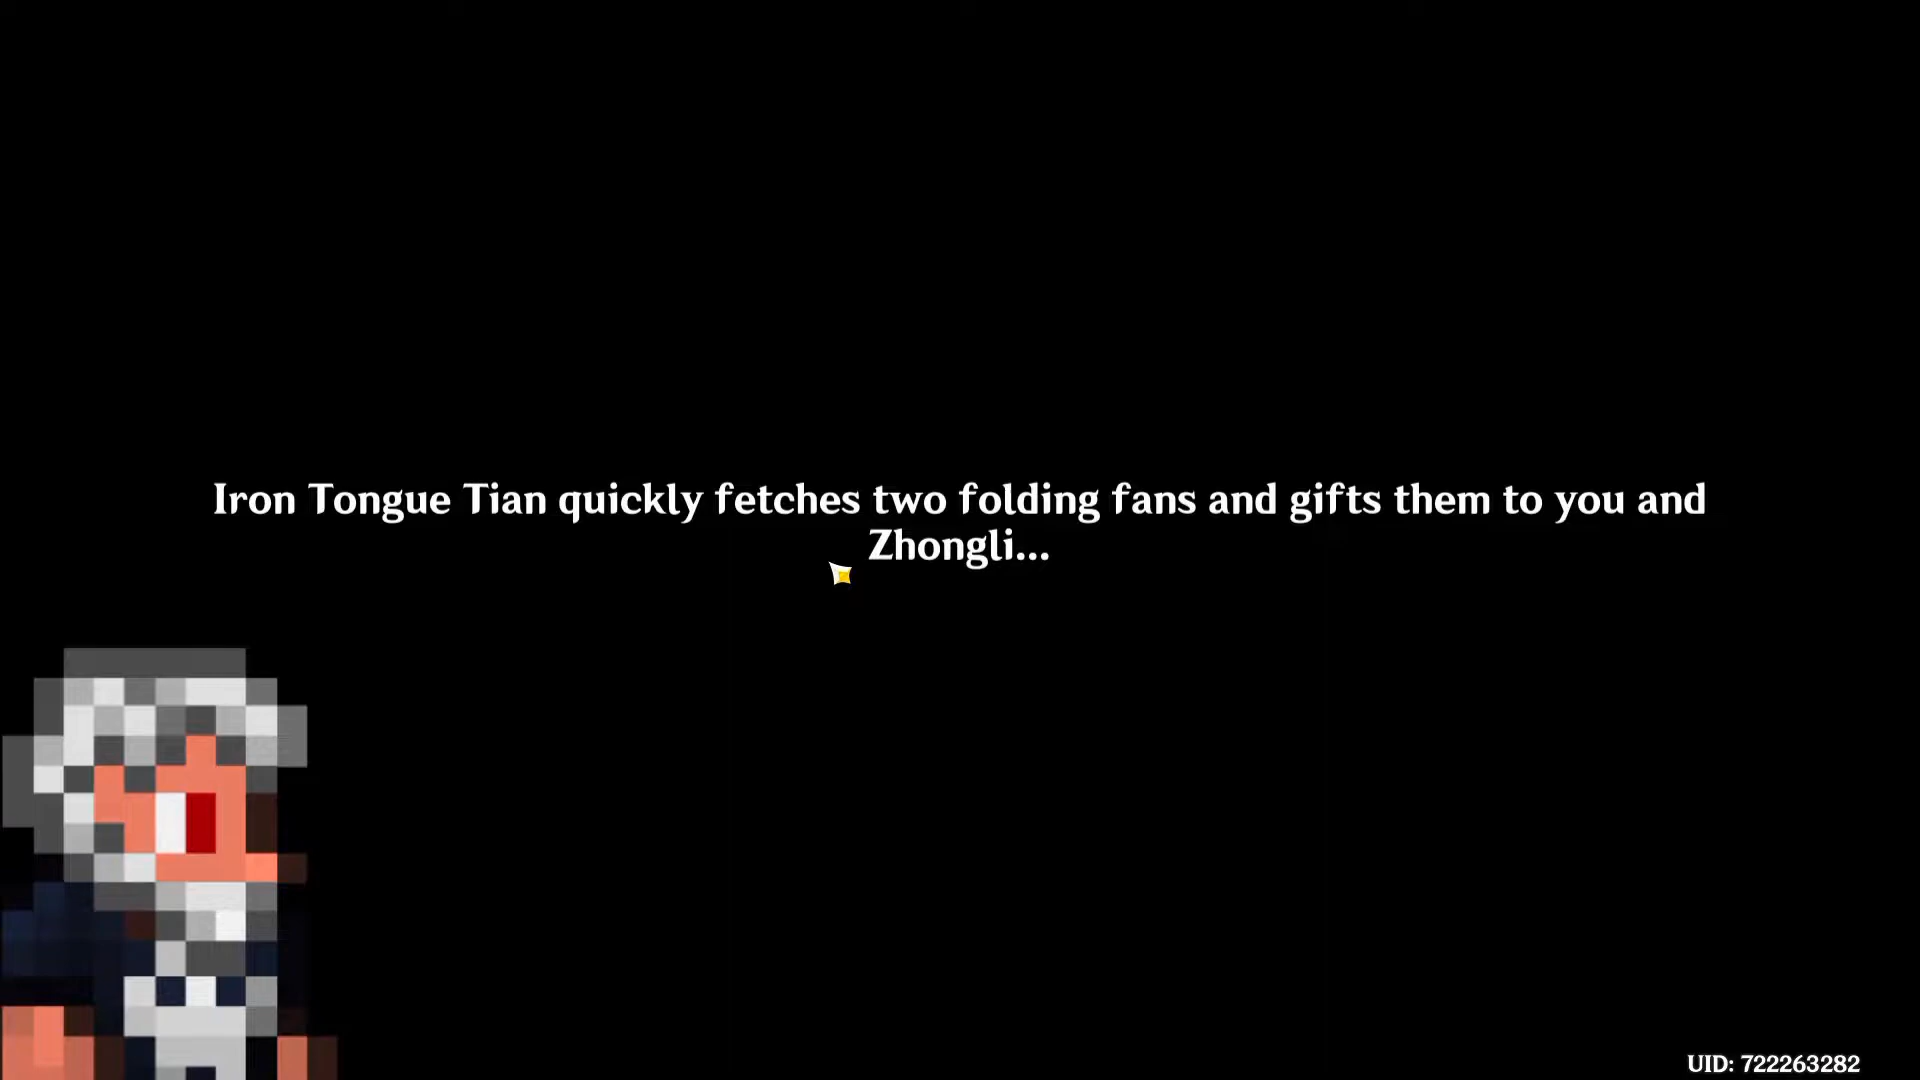 Iron Tongue Tian quickly fetches two folding fans and gifts them to you and
Zhongli...
UID: 722263282